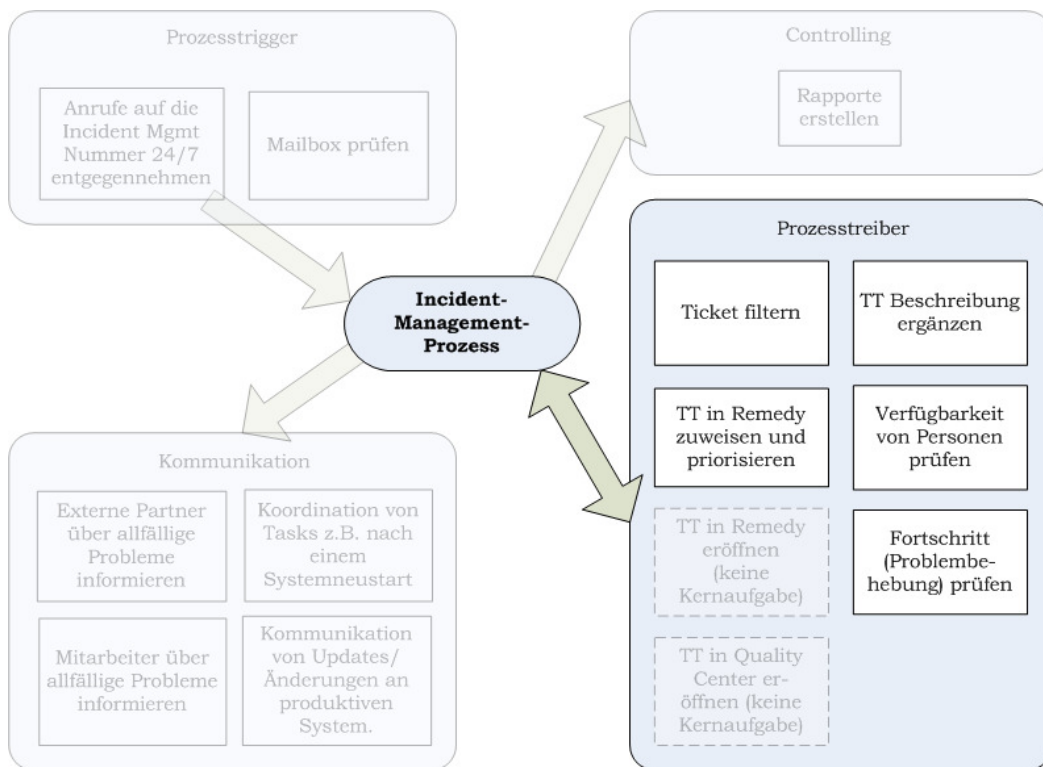 Prozesstrigger
Anrufe auf die
Incident Mgmt
Nummer 24/7
entgegennehmen
Mailbox prüfen
Controlling
Rapporte
erstellen
Incident-
Management-
Prozess
Prozesstreiber
Ticket filtern
TT Beschreibung
ergänzen
TT in Remedy
zuweisen und
priorisieren
Verfügbarkeit
von Personen
prüfen
TT in Remedy
eröffnen
(keine
Kernaufgabe)
Fortschritt
(Problembe-
hebung) prüfen
TT in Quality
Center er-
öffnen (keine
Kernaufgabe)
Kommunikation
Externe Partner
über allfällige
Probleme
informieren
Koordination von
Tasks z.B. nach
einem
Systemneustart
Mitarbeiter über
allfällige Probleme
informieren
Kommunikation
von Updates/
Änderungen an
produktiven
System.